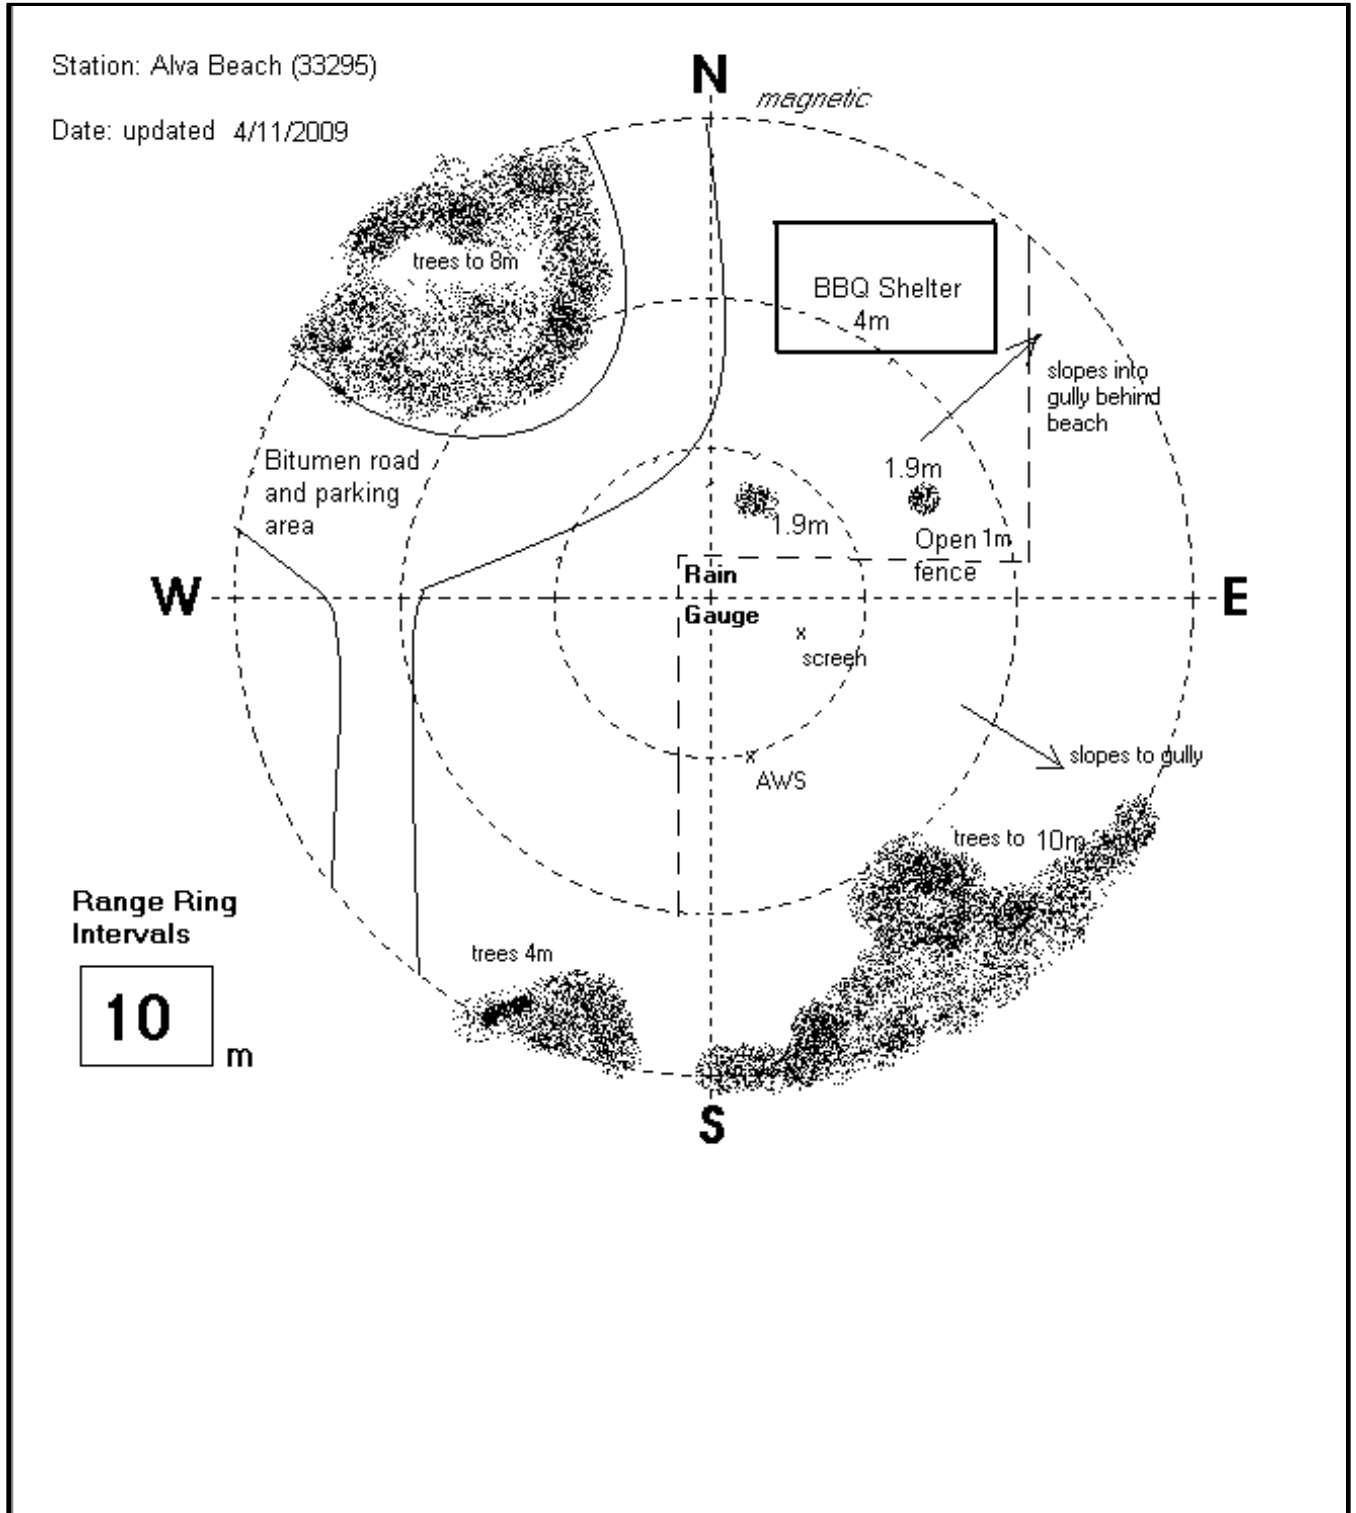 Station: Alva Beach (33295)
N
magnetic
Date: updated 4/11/2009
trees to 8m
BBQ Shelter
4m
slopes into
gully behind
beach
Bitumen road
and parking
area
1.9m
1.9m
Open 1m
fence
Rain
Gauge
W
E
screen
slopes to gully
AWS
trees to 10m
Range Ring
Intervals
10
m
trees 4m
S